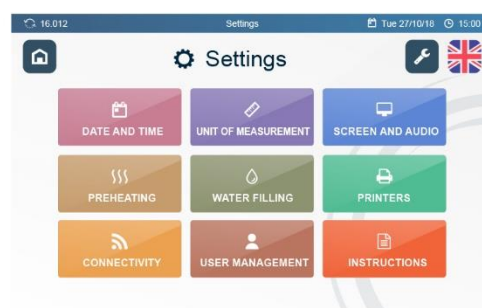 16.012 Settings Tue 27/10/18 15:00
Settings
DATE AND TIME UNIT OF MEASUREMENT SCREEN AND AUDIO
PREHEATING WATER FILLING PRINTERS
CONNECTIVITY USER MANAGEMENT INSTRUCTIONS